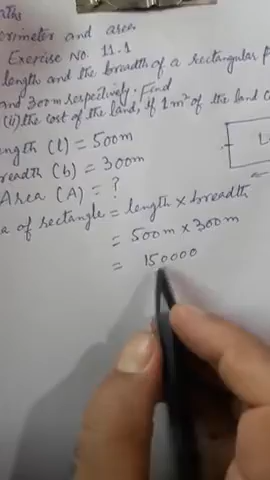 aths
erimeter and area
Exercise No. 11.1
length and the breadth of a rectangular p
and 300m respectively. Find
(ii) the cost of the land, if 1m² of the land c
ength (l) = 500m
readth (b) = 300m
Area (A) = ?
a of rectangle = length × breadth
= 500m × 300m
= 150000